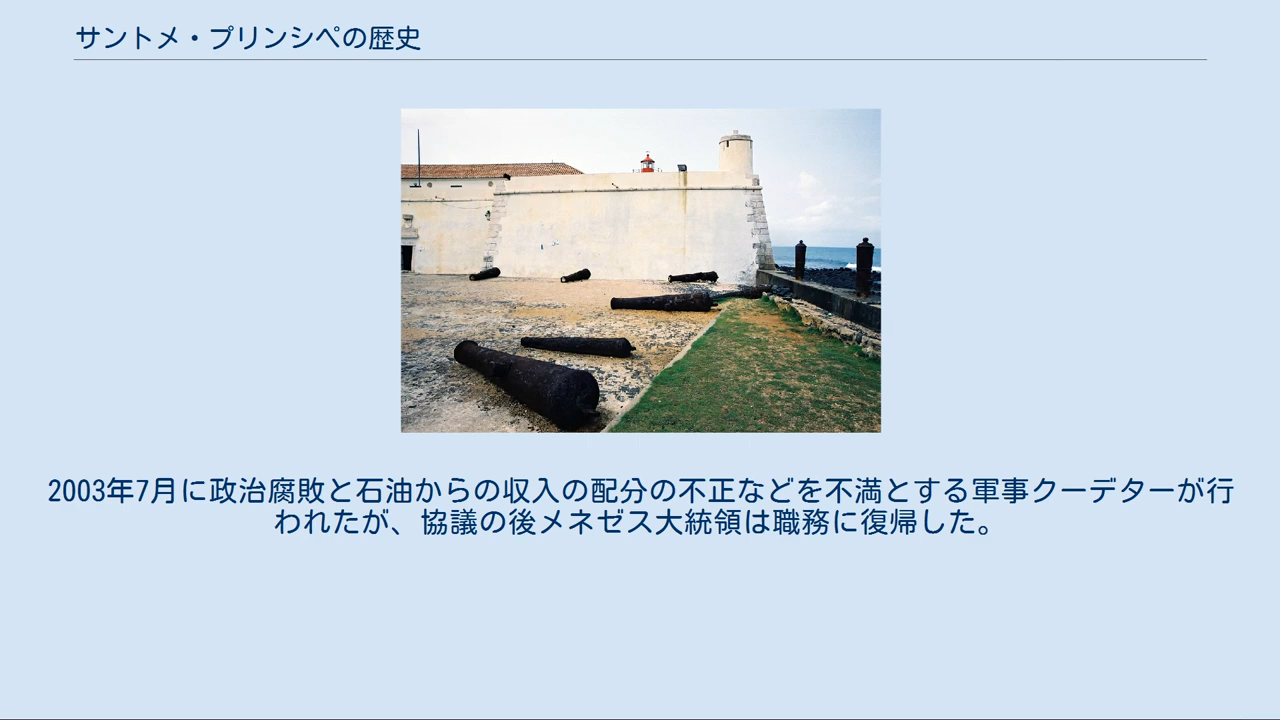 サントメ・プリンシペの歴史
2003年7月に政治腐敗と石油からの収入の配分の不正などを不満とする軍事クーデターが行
われたが、協議の後メネゼス大統領は職務に復帰した。